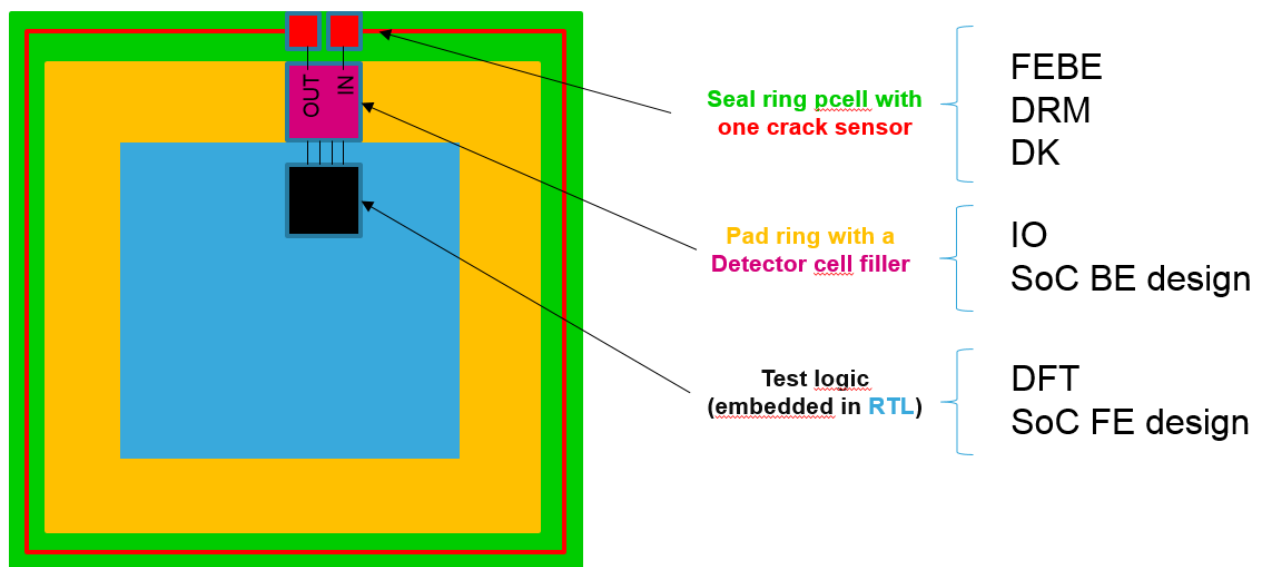 OUT
IN
Seal ring pcell with
one crack sensor
FEBE
DRM
DK
Pad ring with a
Detector cell filler
IO
SoC BE design
Test logic
(embedded in RTL)
DFT
SoC FE design